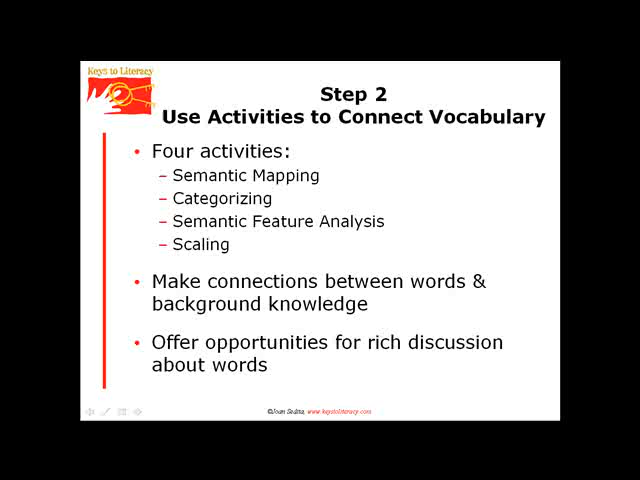 Keys to Literacy
Step 2
Use Activities to Connect Vocabulary
• Four activities:
– Semantic Mapping
– Categorizing
– Semantic Feature Analysis
– Scaling
• Make connections between words &
background knowledge
• Offer opportunities for rich discussion
about words
©Joan Sedita, www.keystoliteracy.com